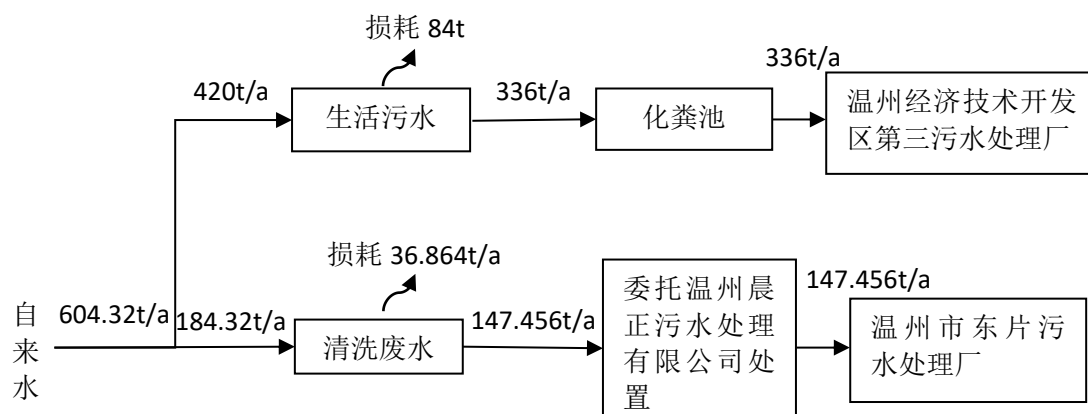 损耗 84t
420t/a
生活污水
336t/a
化粪池
336t/a
温州经济技术开发
区第三污水处理厂
自
来
水
604.32t/a
184.32t/a
损耗 36.864t/a
清洗废水
147.456t/a
委托温州晨
正污水处理
有限公司处
置
147.456t/a
温州市东片污
水处理厂